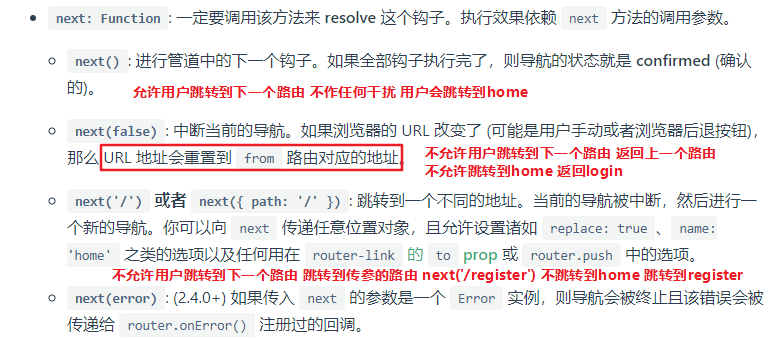 next: Function : 一定要调用该方法来 resolve 这个钩子。执行效果依赖 next 方法的调用参数。
next() : 进行管道中的下一个钩子。如果全部钩子执行完了，则导航的状态就是 confirmed (确认
的)。
允许用户跳转到下一个路由 不作任何干扰 用户会跳转到home
next(false) : 中断当前的导航。如果浏览器的 URL 改变了 (可能是用户手动或者浏览器后退按钮)，
那么 URL 地址会重置到 from 路由对应的地址。
不允许用户跳转到下一个路由 返回上一个路由
不允许跳转到home 返回login
next('/') 或者 next({ path: '/' }) : 跳转到一个不同的地址。当前的导航被中断，然后进行一
个新的导航。你可以向 next 传递任意位置对象，且允许设置诸如 replace: true 、 name:
'home' 之类的选项以及任何用在 router-link 的 to prop 或 router.push 中的选项。
不允许用户跳转到下一个路由 跳转到传参的路由 next('/register') 不跳转到home 跳转到register
next(error) : (2.4.0+) 如果传入 next 的参数是一个 Error 实例，则导航会被终止且该错误会被
传递给 router.onError() 注册过的回调。